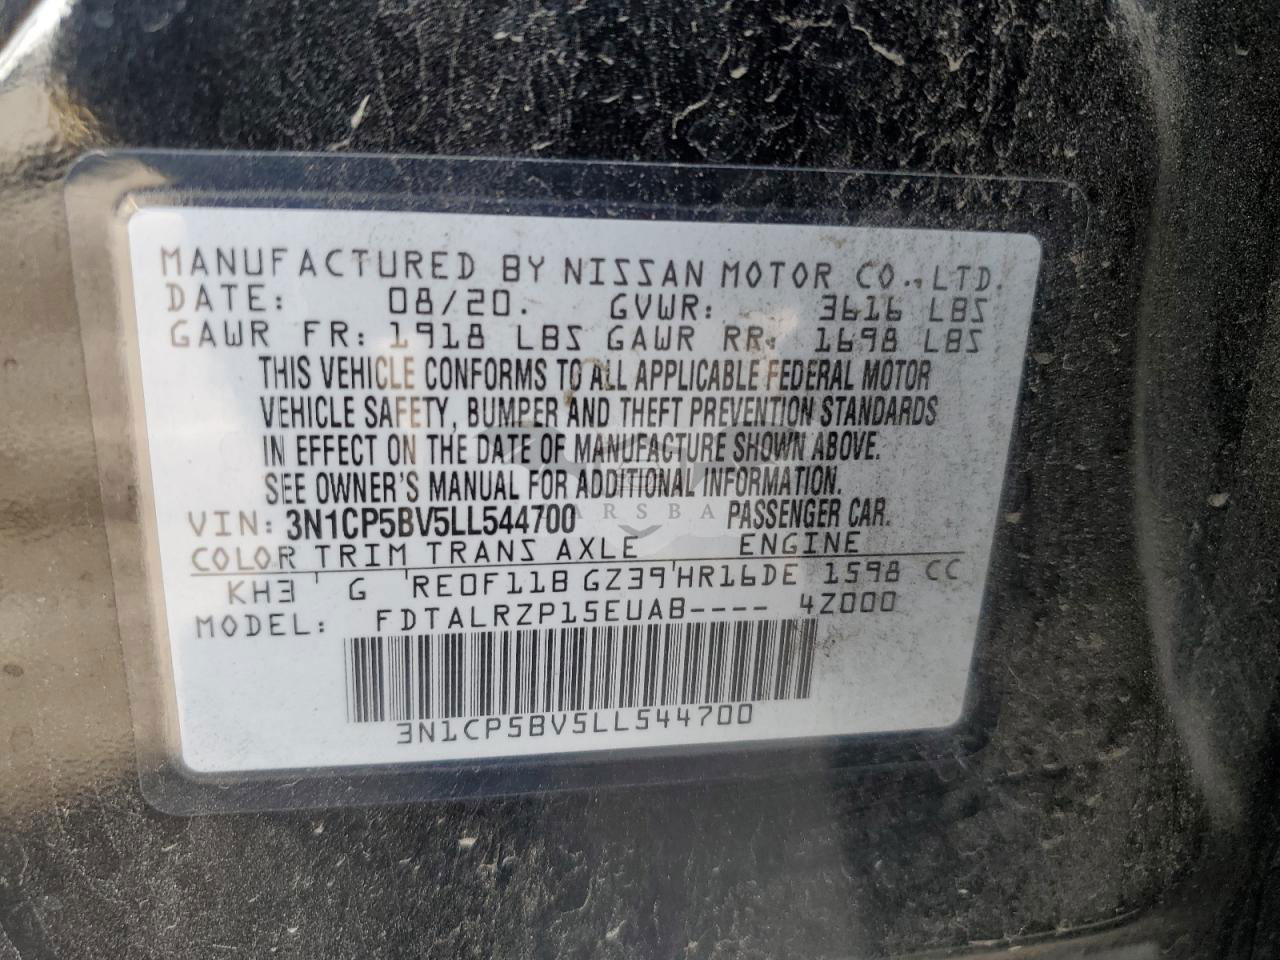 MANUFACTURED BY NISSAN MOTOR CO., LTD.
DATE: 08/20. GVWR: 3616 LBS
GAWR FR: 1918 LBS GAWR RR: 1698 LBS
THIS VEHICLE CONFORMS TO ALL APPLICABLE FEDERAL MOTOR
VEHICLE SAFETY, BUMPER AND THEFT PREVENTION STANDARDS
IN EFFECT ON THE DATE OF MANUFACTURE SHOWN ABOVE.
SEE OWNER'S MANUAL FOR ADDITIONAL INFORMATION.
VIN: 3N1CP5BV5LL544700 PASSENGER CAR.
COLOR TRIM TRANS AXLE ENGINE
KH3 ' G 'RE0F11B GZ39'HR16DE 1598 CC
MODEL: FDTALRZP15EUAB---- 4Z000
3N1CP5BV5LL544700